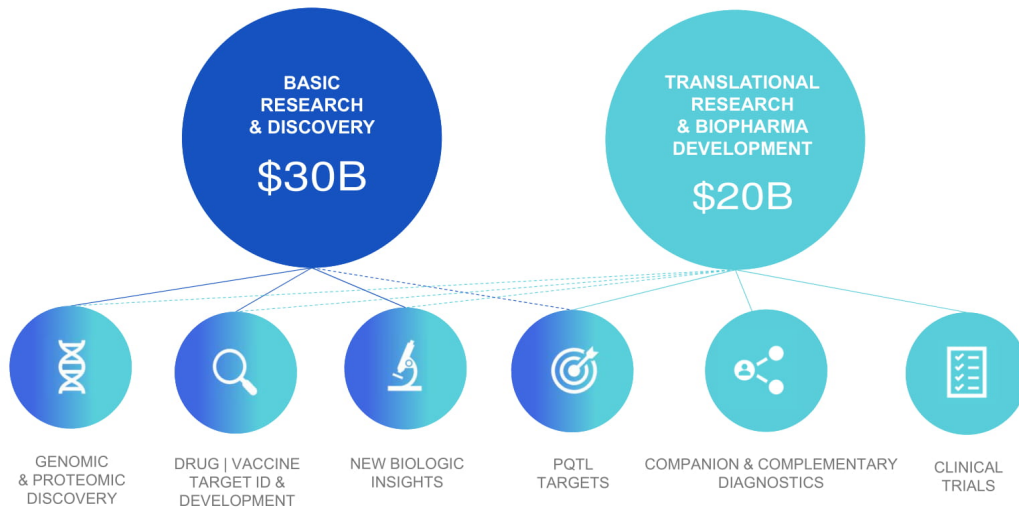 BASIC
RESEARCH
& DISCOVERY
$30B
TRANSLATIONAL
RESEARCH
& BIOPHARMA
DEVELOPMENT
$20B
GENOMIC
& PROTEOMIC
DISCOVERY
DRUG | VACCINE
TARGET ID &
DEVELOPMENT
NEW BIOLOGIC
INSIGHTS
PQTL
TARGETS
COMPANION & COMPLEMENTARY
DIAGNOSTICS
CLINICAL
TRIALS